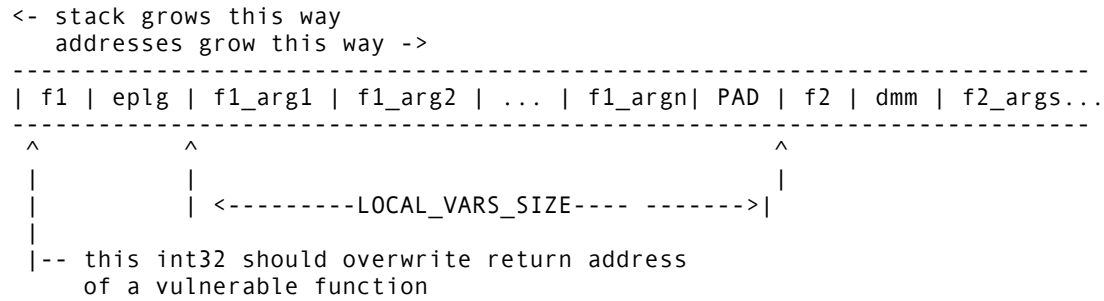 <- stack grows this way
   addresses grow this way ->
---------------------------------------------------------------------------
| f1 | eplg | f1_arg1 | f1_arg2 | ... | f1_argn| PAD | f2 | dmm | f2_args...
---------------------------------------------------------------------------
 ^          ^                                         ^
 |          |                                         |
 |          | <---------LOCAL_VARS_SIZE---- ------->|
 |
 |-- this int32 should overwrite return address
     of a vulnerable function